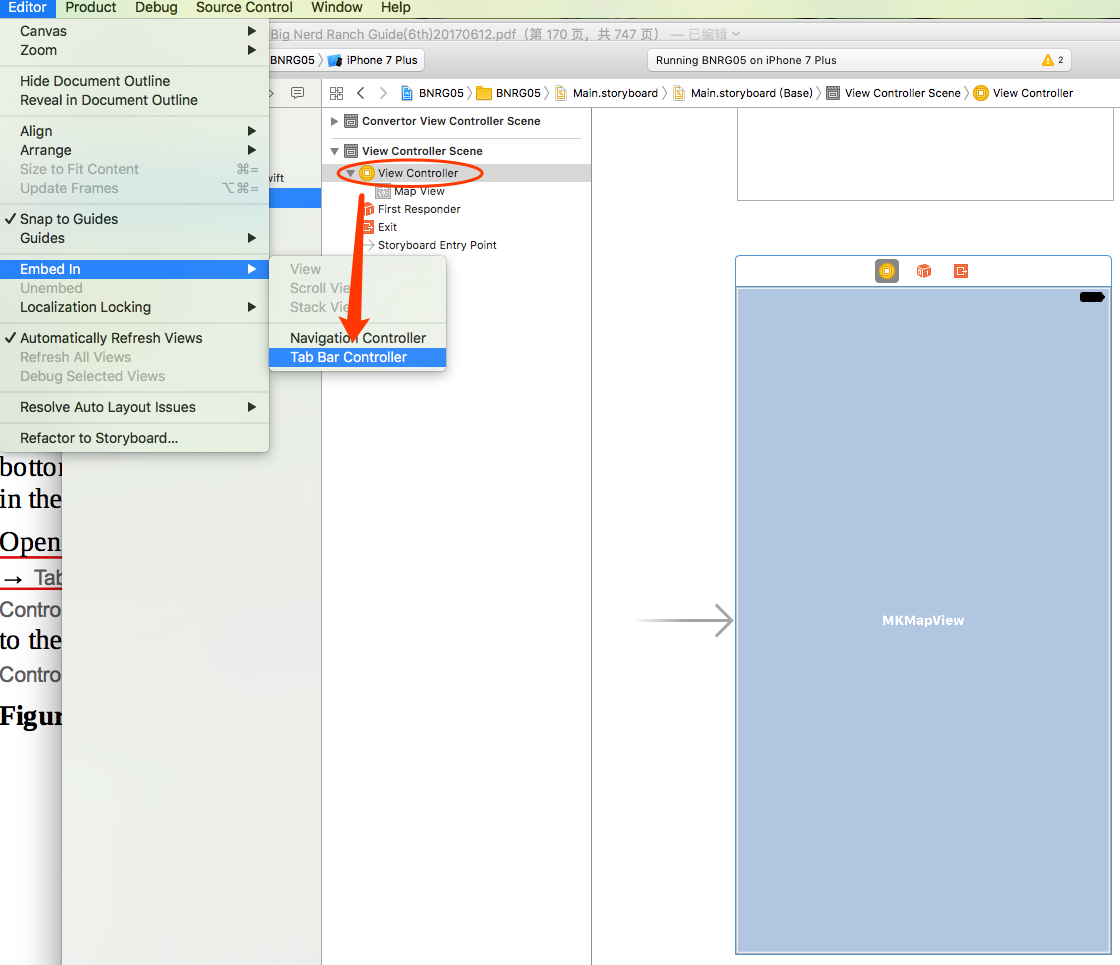 Editor Product Debug Source Control Window Help
Big Nerd Ranch Guide(6th)20170612.pdf（第 170 页，共 747 页） — 已编辑
BNRG05 〉 iPhone 7 Plus
Running BNRG05 on iPhone 7 Plus
2
BNRG05 〉 BNRG05 〉 Main.storyboard 〉 Main.storyboard (Base) 〉 View Controller Scene 〉 View Controller
Canvas
Zoom
Hide Document Outline
Reveal in Document Outline
Align
Arrange
Size to Fit Content ⌘=
Update Frames ⌥⌘=
✓ Snap to Guides
Guides
Embed In
Unembed
Localization Locking
✓ Automatically Refresh Views
Refresh All Views
Debug Selected Views
Resolve Auto Layout Issues
Refactor to Storyboard...
View
Scroll Vie
Stack Vie
Navigation Controller
Tab Bar Controller
wift
Convertor View Controller Scene
View Controller Scene
View Controller
Map View
First Responder
Exit
Storyboard Entry Point
MKMapView
bottor
in the
Open
→ Tab
Contro
to the
Contro
Figur